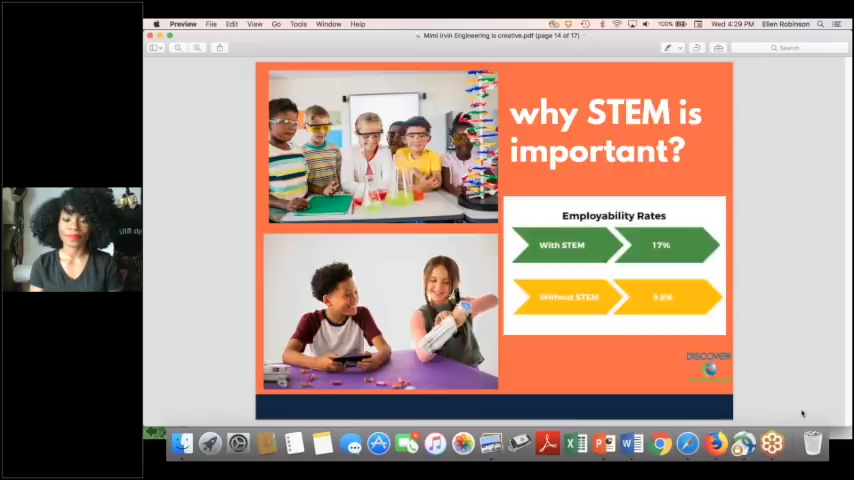 Preview File Edit View Go Tools Window Help
100% Wed 4:29 PM Ellen Robinson
Mimi Irvin Engineering is creative.pdf (page 14 of 17)
Search
why STEM is
important?
Employability Rates
With STEM 17%
Without STEM 9.8%
DISCOVER